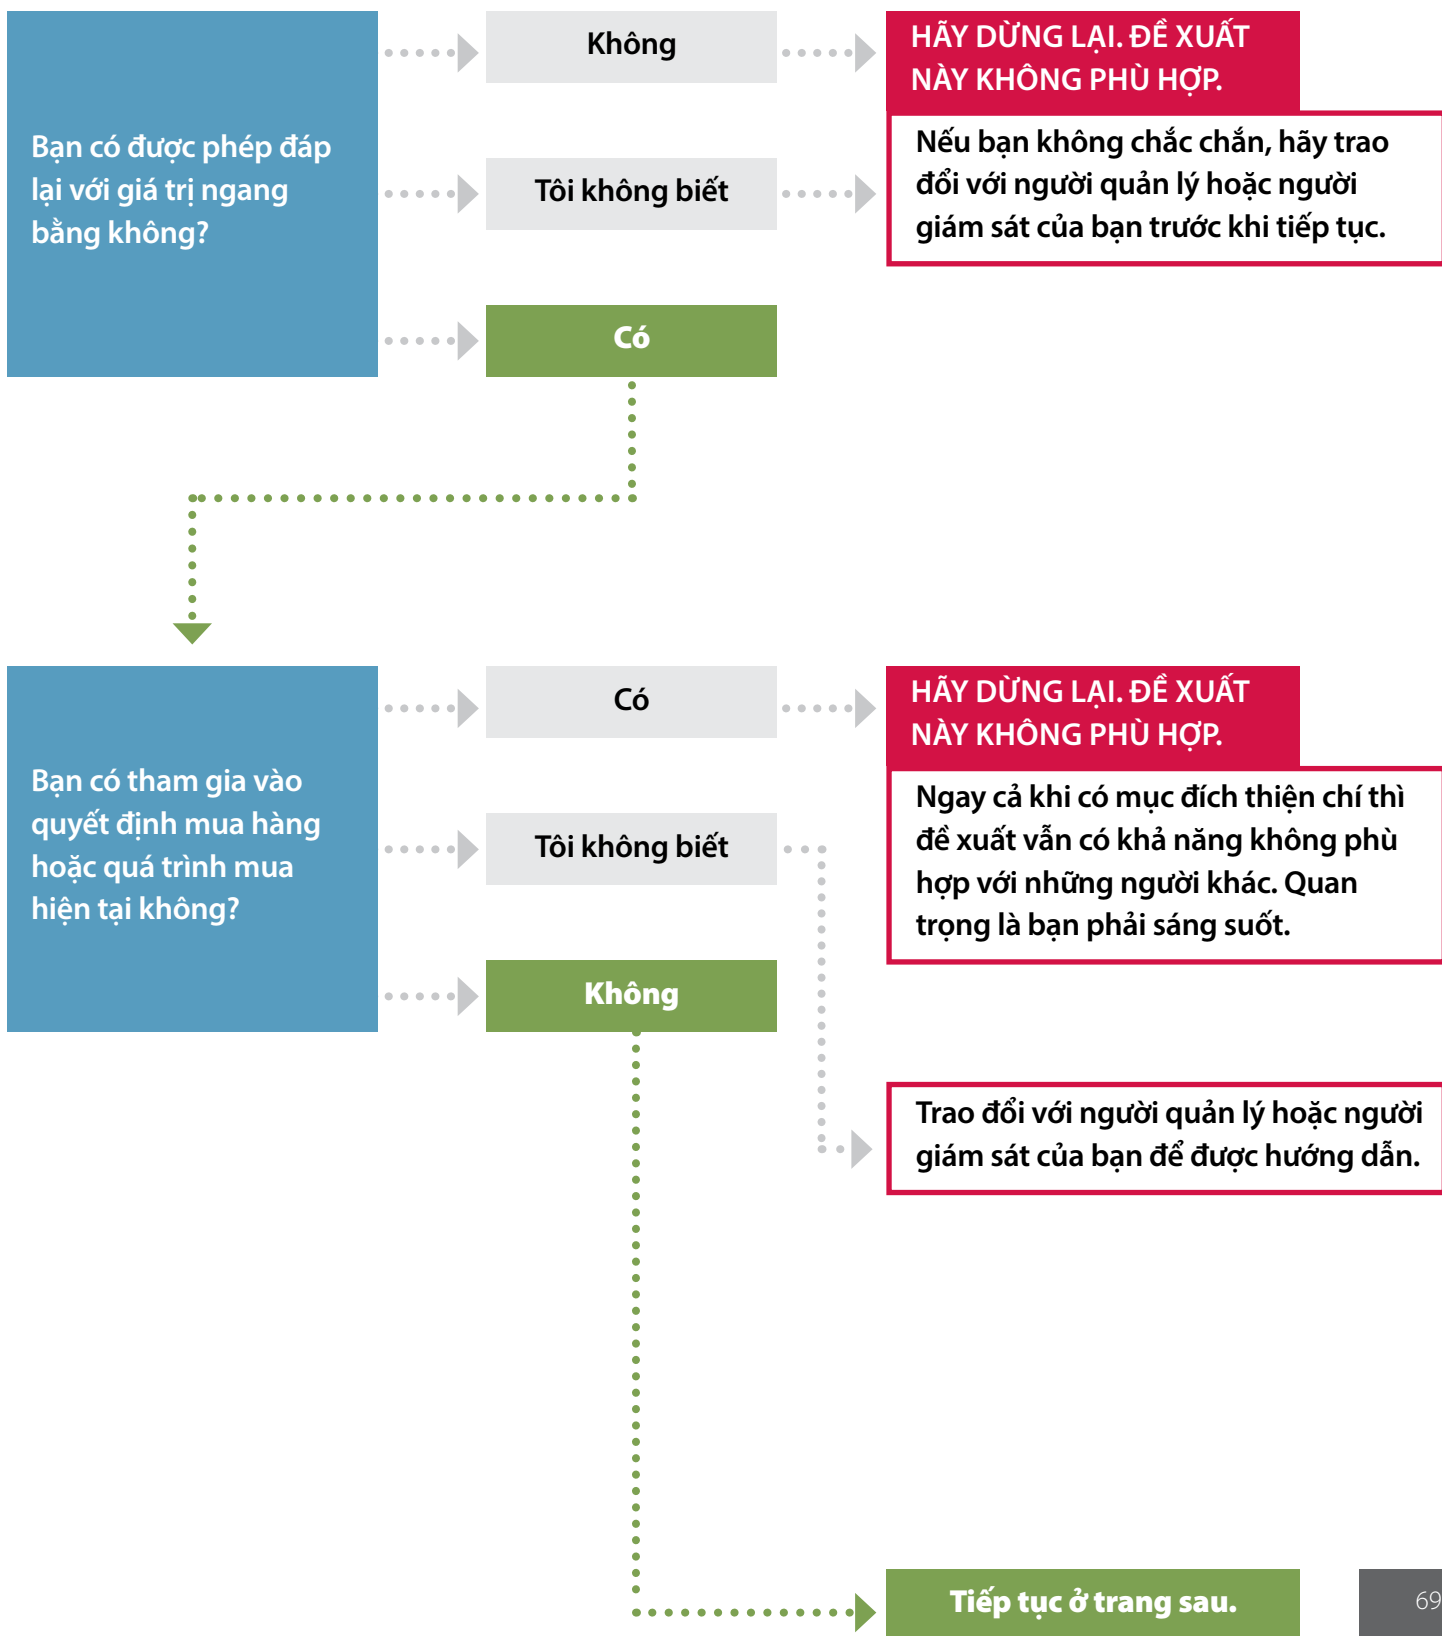 Bạn có được phép đáp
lại với giá trị ngang
bằng không?
Không
HÃY DỪNG LẠI. ĐỀ XUẤT
NÀY KHÔNG PHÙ HỢP.
Tôi không biết
Nếu bạn không chắc chắn, hãy trao
đổi với người quản lý hoặc người
giám sát của bạn trước khi tiếp tục.
Có
Bạn có tham gia vào
quyết định mua hàng
hoặc quá trình mua
hiện tại không?
Có
HÃY DỪNG LẠI. ĐỀ XUẤT
NÀY KHÔNG PHÙ HỢP.
Ngay cả khi có mục đích thiện chí thì
đề xuất vẫn có khả năng không phù
hợp với những người khác. Quan
trọng là bạn phải sáng suốt.
Tôi không biết
Trao đổi với người quản lý hoặc người
giám sát của bạn để được hướng dẫn.
Không
Tiếp tục ở trang sau.
69